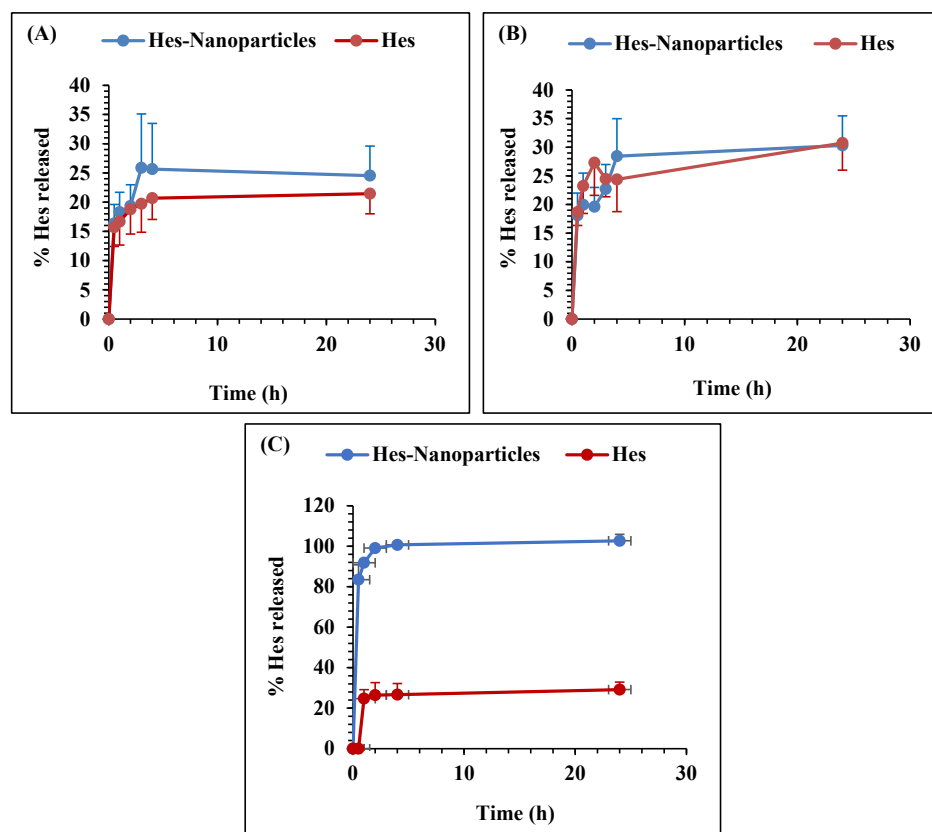 (A) Hes-Nanoparticles Hes
% Hes released
40
35
30
25
20
15
10
5
0
0 10 20 30
Time (h)
(B) Hes-Nanoparticles Hes
% Hes released
40
35
30
25
20
15
10
5
0
0 10 20 30
Time (h)
(C) Hes-Nanoparticles Hes
% Hes released
120
100
80
60
40
20
0
0 10 20 30
Time (h)